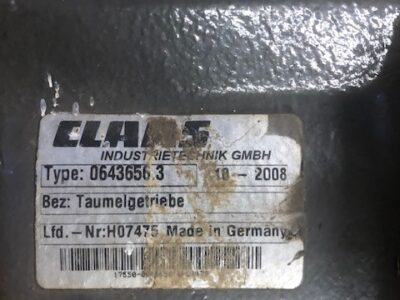 CLAAS
INDUSTRIETECHNIK GMBH
Type: 0643656.3 10 - 2008
Bez: Taumelgetriebe
Lfd. -Nr:H07475 Made in Germany